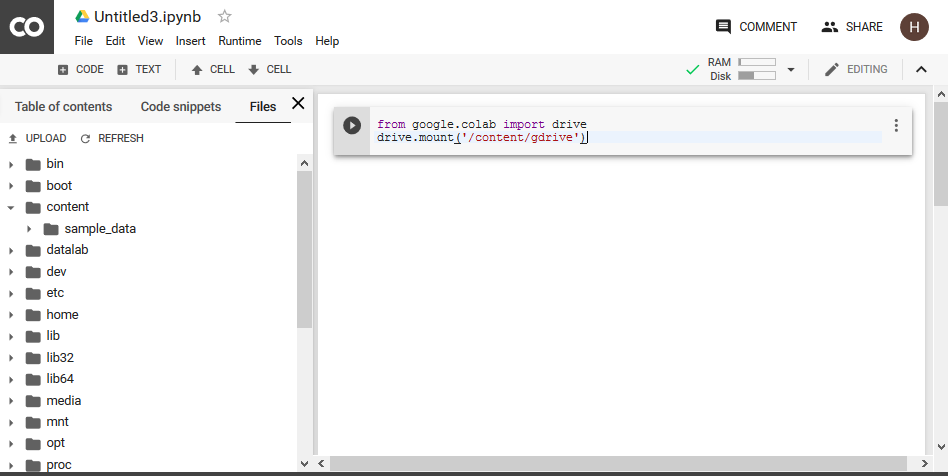 CO
Untitled3.ipynb
File Edit View Insert Runtime Tools Help
COMMENT
SHARE
H
CODE
TEXT
CELL
CELL
RAM
Disk
EDITING
Table of contents
Code snippets
Files
UPLOAD
REFRESH
bin
boot
content
sample_data
datalab
dev
etc
home
lib
lib32
lib64
media
mnt
opt
proc
from google.colab import drive
drive.mount('/content/gdrive')